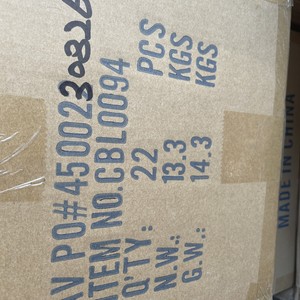 AV PO#45002
ITEM NO.CBL0094
Q'TY: 22 PCS
N.W.: 13.3 KGS
G.W.: 14.3 KGS
MADE IN CHINA